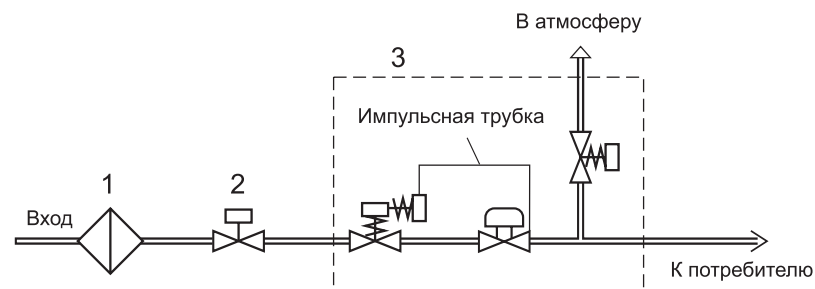 В атмосферу
3
Импульсная трубка
1
2
Вход
К потребителю